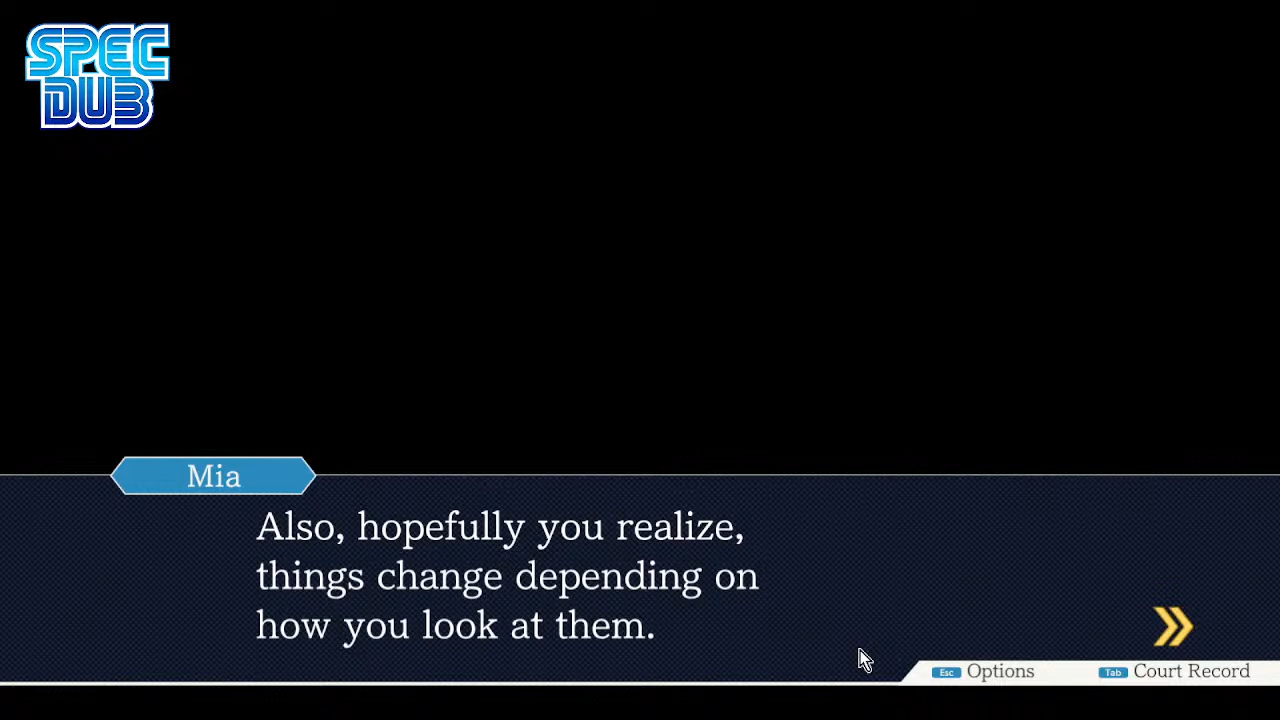 SPEC
DUB
Mia
Also, hopefully you realize,
things change depending on
how you look at them.
Esc Options Tab Court Record